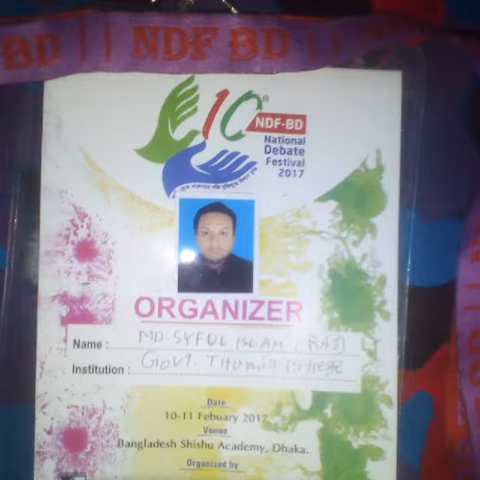 BD || NDF BD ||
10
NDF-BD
National
Debate
Festival
2017
ORGANIZER
Name : MD. SYFUL ISLAM (RAJ)
Institution : Govt. Titumir College
Date
10-11 Febuary 2017
Venue
Bangladesh Shishu Academy, Dhaka.
Organized by